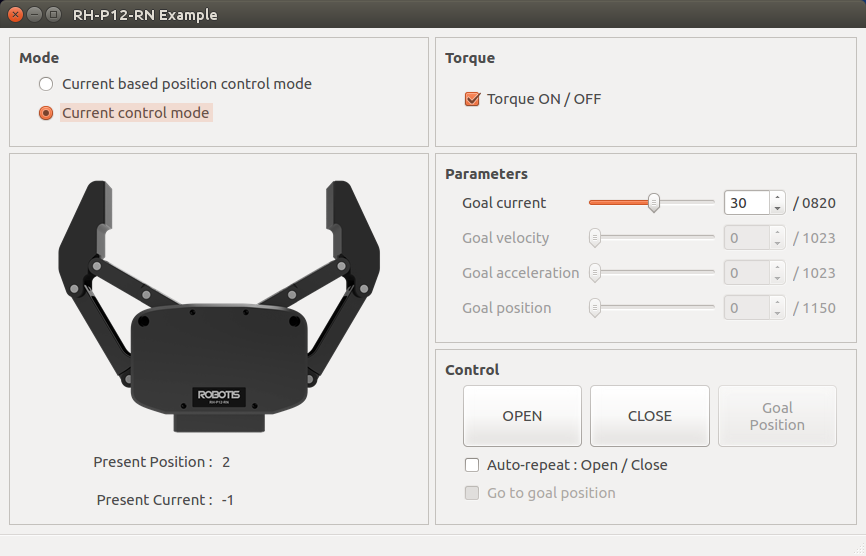 RH-P12-RN Example
Mode
Current based position control mode
Current control mode
Torque
Torque ON / OFF
ROBOTIS
RH-P12-RN
Present Position : 2
Present Current : -1
Parameters
Goal current 30 / 0820
Goal velocity 0 / 1023
Goal acceleration 0 / 1023
Goal position 0 / 1150
Control
OPEN
CLOSE
Goal
Position
Auto-repeat : Open / Close
Go to goal position